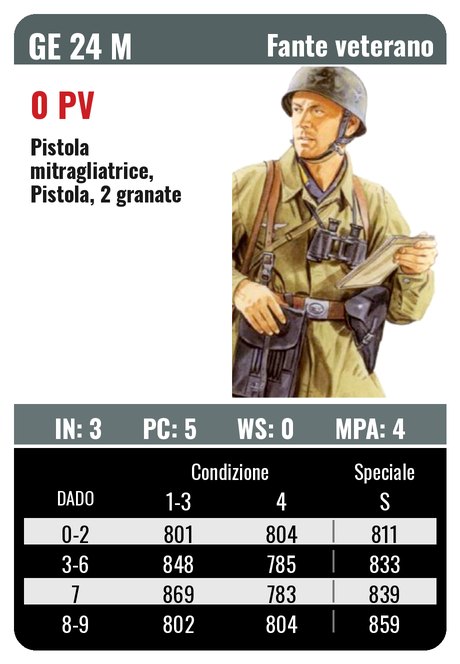 GE 24 M
Fante veterano
0 PV
Pistola
mitragliatrice,
Pistola, 2 granate
IN: 3 PC: 5 WS: 0 MPA: 4
Condizione Speciale
DADO 1-3 4 S
0-2 801 804 811
3-6 848 785 833
7 869 783 839
8-9 802 804 859